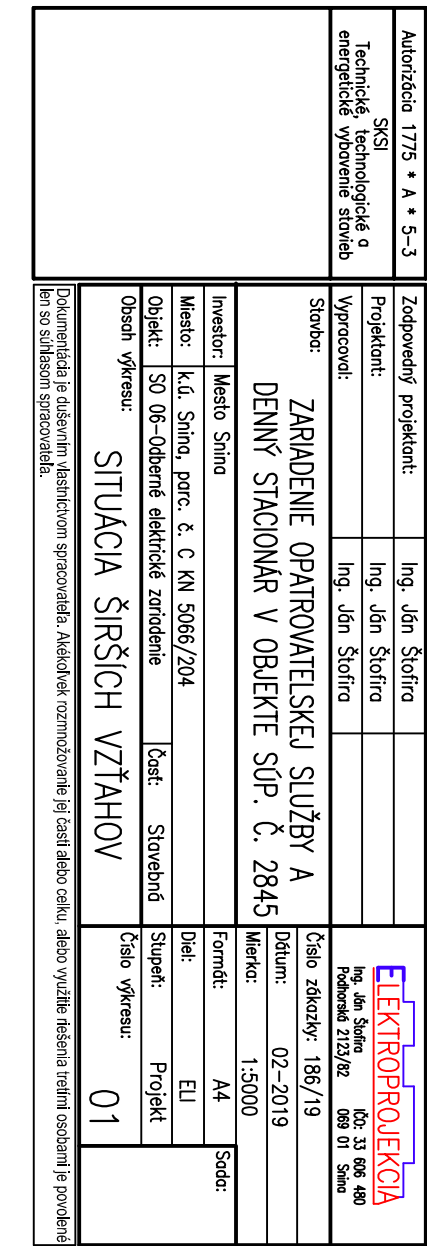 Autorizácia 1775 * A * 5-3
SKSI
Technické, technologické a
energetické vybavenie stavieb
Zodpovedný projektant: Ing. Ján Štofira
Projektant: Ing. Ján Štofira
Vypracoval: Ing. Ján Štofira
ELEKTROPROJEKCIA
Ing. Ján Štofira IČO: 33 606 480
Podhorská 2123/82 069 01 Snina
Stavba:
ZARIADENIE OPATROVATELSKEJ SLUŽBY A
DENNÝ STACIONÁR V OBJEKTE SÚP. Č. 2845
Číslo zákazky: 186/19
Dátum: 02-2019
Mierka: 1:5000
Investor: Mesto Snina
Formát: A4
Sada:
Miesto: k.ú. Snina, parc. č. C KN 5066/204
Diel: ELI
Objekt: SO 06-Odberné elektrické zariadenie
Časť: Stavebná
Stupeň: Projekt
Obsah výkresu:
SITUÁCIA ŠIRŠÍCH VZŤAHOV
Číslo výkresu:
01
Dokumentácia je duševním vlastníctvom spracovateľa. Akékoľvek rozmnožovanie jej časti alebo celku, alebo využitie riešenia tretími osobami je povolené
len so súhlasom spracovateľa.